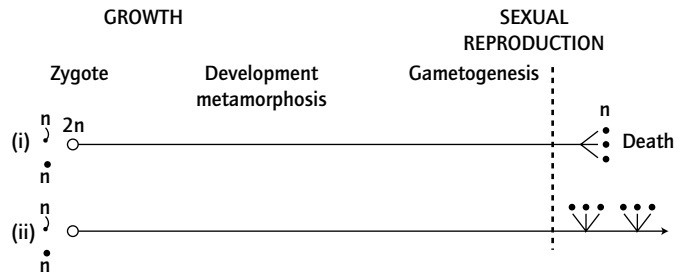 GROWTH
SEXUAL
REPRODUCTION
Zygote
Development
metamorphosis
Gametogenesis
n
2n
(i)
n
n
Death
n
(ii)
n